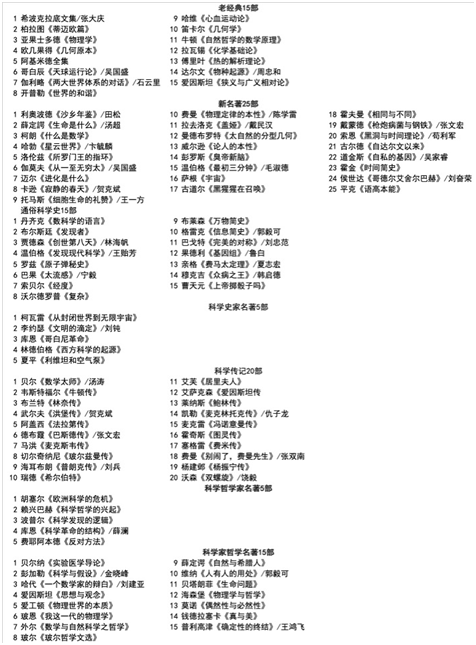 老经典15部
1 希波克拉底文集/张大庆
2 柏拉图《蒂迈欧篇》
3 亚果士多德《物理学》
4 欧几果得《几何原本》
5 阿基米德全集
6 哥白辰《天球运行论》/吴国盛
7 伽利略《两大世界体系的对话》/石云里
8 开普勒《世界的和谐》
9 哈维《心血运动论》
10 笛卡尔《几何学》
11 牛顿《自然哲学的数学原理》
12 拉瓦锡《化学基础论》
13 傅里叶《热的解析理论》
14 达尔文《物种起源》/周忠和
15 爱因斯坦《狭义与广义相对论》
新名著25部
1 利奥波德《沙乡年鉴》/田松
2 薛定谔《生命是什么》/汤超
3 柯朗《什么是数学》
4 哈勃《星云世界》/卞毓麟
5 洛伦兹《所罗门王的指环》
6 伽莫夫《从一至无穷大》/吴国盛
7 迈尔《进化是什么》
8 卡逊《寂静的春天》/贺克斌
9 托马斯《细胞生命的礼赞》/王一方
10 费曼《物理定律的本性》/陈学雷
11 拉去洛克《盖娅》/戴民汉
12 曼德布罗特《大自然的分型几何》
13 威尔逊《论人的本性》
14 彭罗斯《臭帝新脑》
15 温伯格《最初三分钟》/毛淑德
16 萨根《宇宙》
17 古道尔《黑猩猩在召唤》
18 霍夫曼《相同与不同》
19 戴蒙德《枪炮病菌与钢铁》/张文宏
20 索恩《黑洞与时间理论》/苟利军
21 古尔德《自达尔文以来》
22 道金斯《自私的基因》/吴家睿
23 霍金《时间简史》
24 侯世达《哥德尔艾舍尔巴赫》/刘奋荣
25 平克《语高本能》
通俗科学史15部
1 丹齐克《数科学的语言》
2 布尔斯廷《发现者》
3 贾德森《创世第八天》/林海帆
4 温伯格《发现现代科学》/王贻芳
5 罗兹《原子弹秘史》
6 巴果《太流感》/宁毅
7 索贝尔《经度》
8 沃尔德罗普《复杂》
9 布莱森《万物简史》
10 格雷克《信息简史》/郭毅可
11 巴戈特《完美的对称》/刘忠范
12 果德利《基因组》/鲁白
13 亲格《费马太定理》/夏志宏
14 穆克吉《众病之王》/韩启德
15 曹天元《上帝掷骰子吗》
科学史家名著5部
1 柯瓦雷《从封闭世界到无限宇宙》
2 李约瑟《文明的滴定》/刘钝
3 库恩《哥白尼革命》
4 林德伯格《西方科学的起源》
5 夏平《利维坦和空气泵》
科学传记20部
1 贝尔《数学太师》/汤涛
2 韦斯特福尔《牛顿传》
3 布兰特《林奈传》
4 武尔夫《洪堡传》/贺克斌
5 阿盖西《法拉第传》
6 德布霞《巴斯德传》/张文宏
7 马洪《麦克斯韦传》
8 切尔奇纳尼《玻尔兹曼传》
9 海耳布朗《普朗克传》/刘兵
10 瑞德《希尔伯特》
11 艾芙《居里夫人》
12 艾萨克森《爱因斯坦传
13 莱纳斯《鲍林传》
14 凯勒《麦克林托克传》/仇子龙
15 麦克雷《冯诺意曼传》
16 霍奇斯《图灵传》
17 塞格雷《费米传》
18 费曼《别闹了，费曼先生》/张双南
19 杨建邺《杨振宁传》
20 沃森《双螺旋》/饶毅
科学哲学家名著5部
1 胡塞尔《欧洲科学的危机》
2 赖兴巴赫《科学哲学的兴起》
3 波普尔《科学发现的逻辑》
4 库恩《科学革命的结构》/薛澜
5 费耶阿本德《反对方法》
科学家哲学名著15部
1 贝尔纳《实验医学导论》
2 彭加勒《科学与假设》/金晓峰
3 哈代《一个数学家的辩白》/刘建亚
4 爱因斯坦《思想与观念》
5 爱工顿《物理世界的本质》
6 玻恩《我这一代的物理学》
7 外尔《数学与自然科学之哲学》
8 玻尔《玻尔哲学文选》
9 薛定谔《自然与希腊人》
10 维纳《人有人的用处》/郭毅可
11 贝塔朗菲《生命问题》
12 海森堡《物理学与哲学》
13 莫诺《偶然性与必然性》
14 钱德拉塞卡《真与美》
15 普利高津《确定性的终结》/王鸿飞